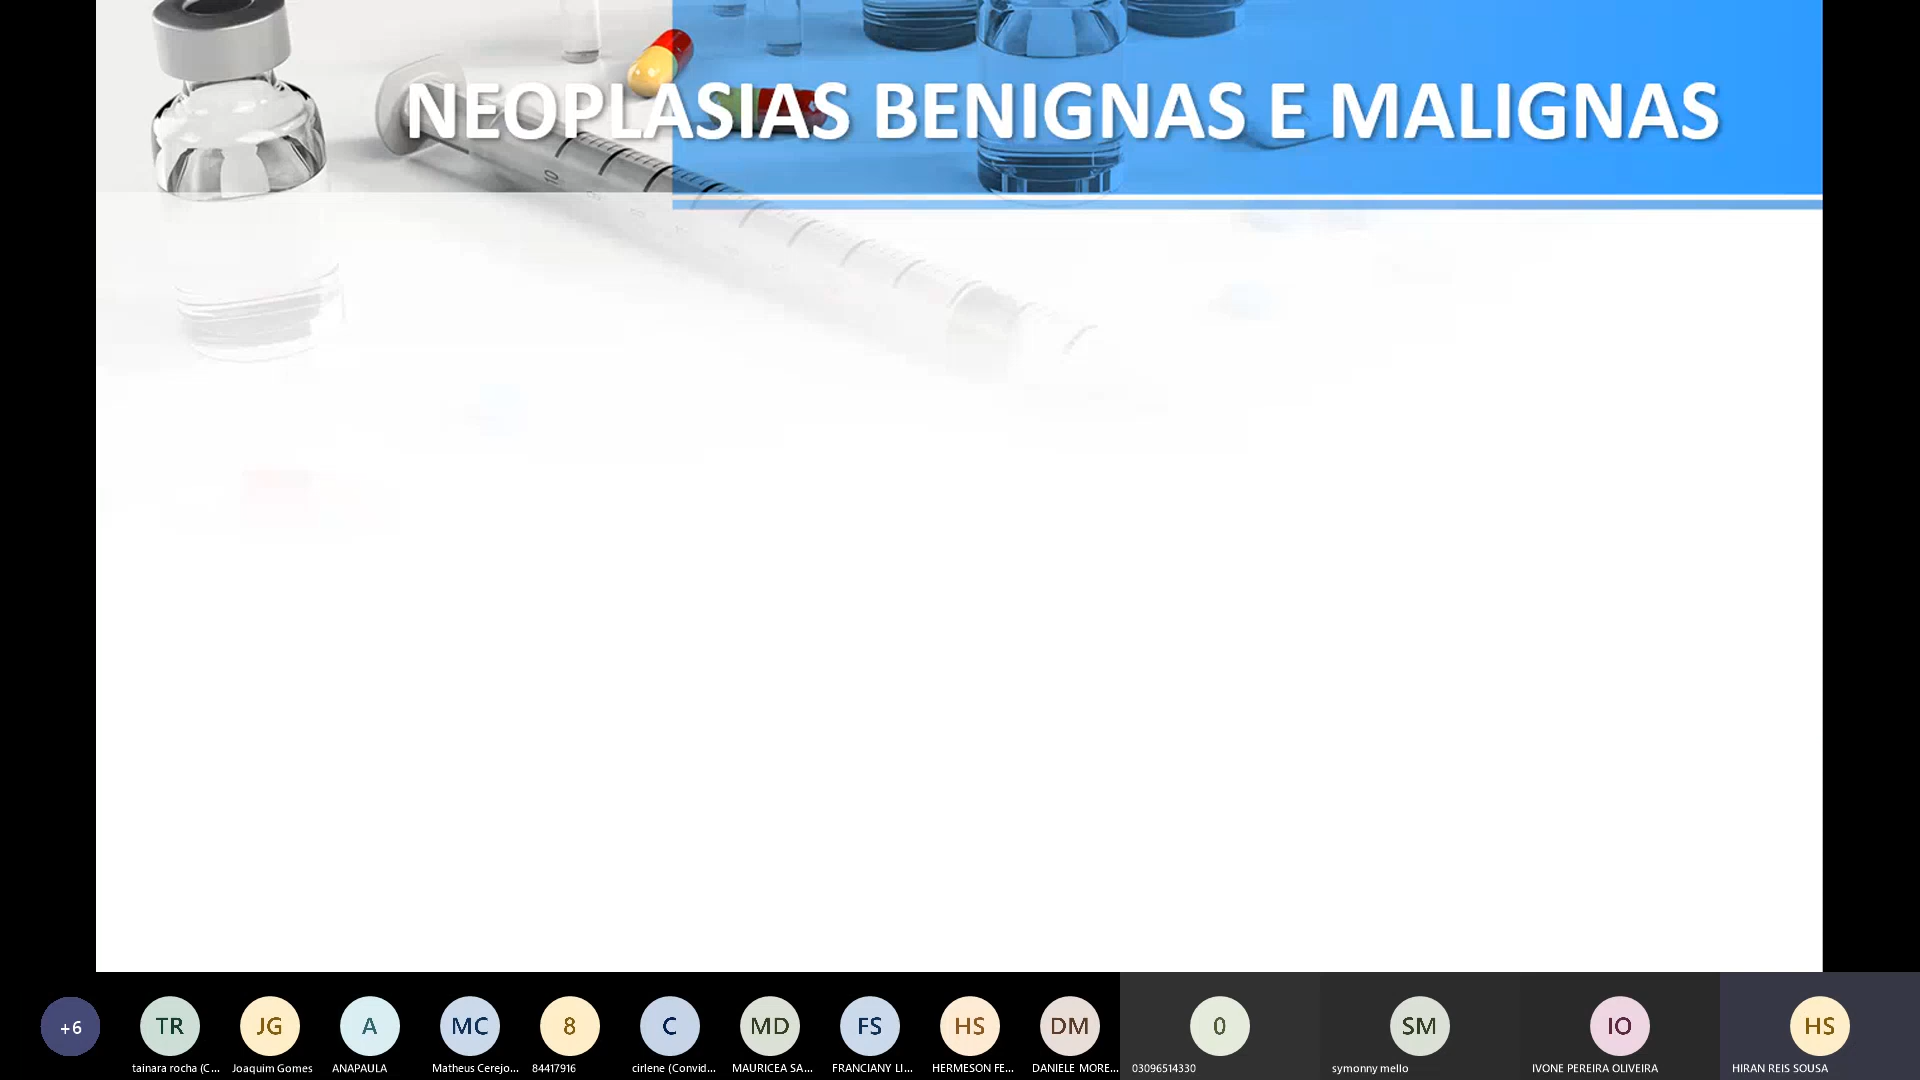 NEOPLASIAS BENIGNAS E MALIGNAS
10
+6
TR
JG
A
MC
8
C
MD
FS
HS
DM
0
SM
IO
HS
tainara rocha (C...
Joaquim Gomes
ANAPAULA
Matheus Cerejo...
84417916
cirlene (Convid...
MAURICEA SA...
FRANCIANY LI...
HERMESON FE...
DANIELE MORE...
03096514330
symonny mello
IVONE PEREIRA OLIVEIRA
HIRAN REIS SOUSA